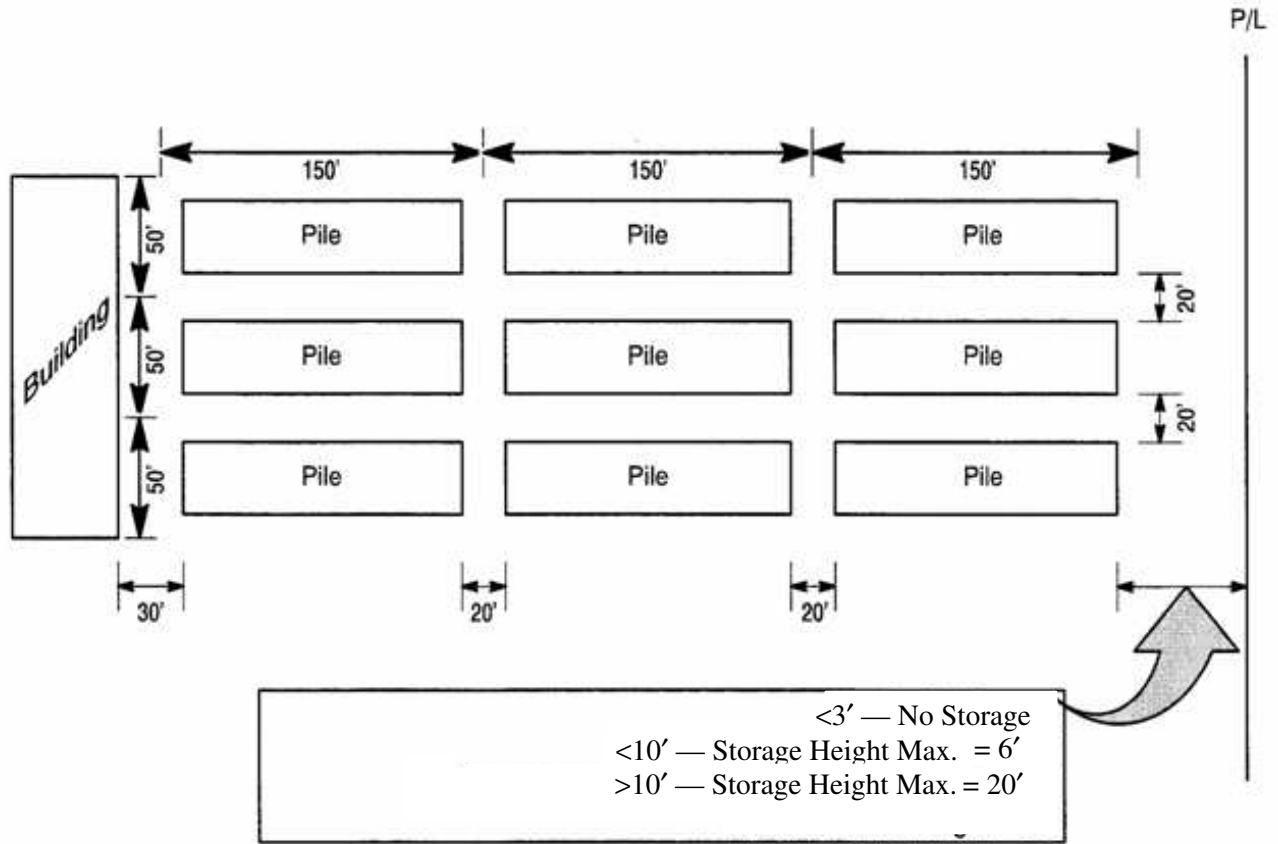 P/L
150′
150′
150′
Building
50′
50′
50′
Pile
Pile
Pile
20′
Pile
Pile
Pile
20′
Pile
Pile
Pile
30′
20′
20′
<3′ — No Storage
<10′ — Storage Height Max. = 6′
>10′ — Storage Height Max. = 20′